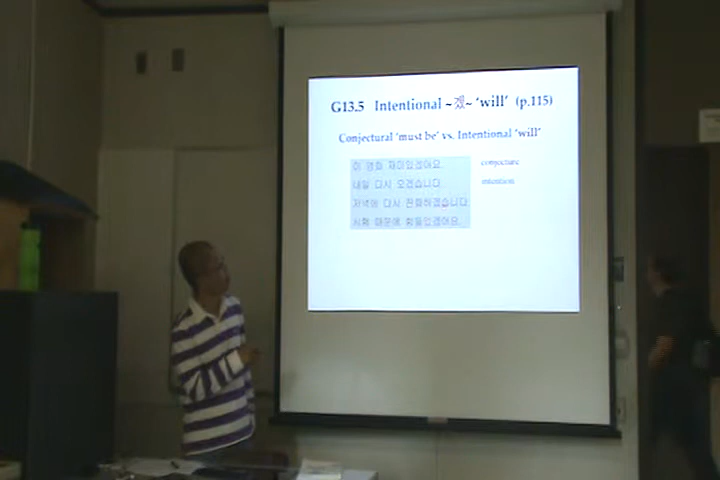 G13.5 Intentional ~겠~ ‘will’ (p.115)
Conjectural ‘must be’ vs. Intentional ‘will’
이 영화 재미있겠어요. conjecture
내일 다시 오겠습니다. intention
저녁에 다시 전화하겠습니다.
시험 때문에 힘들겠어요.